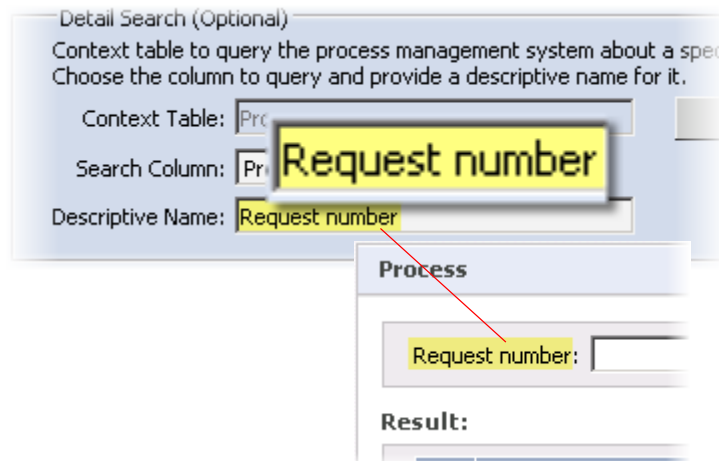 Detail Search (Optional)
Context table to query the process management system about a
Choose the column to query and provide a descriptive name for it.
Context Table:
Request number
Search Column:
Descriptive Name: Request number
Process
Request number:
Result: